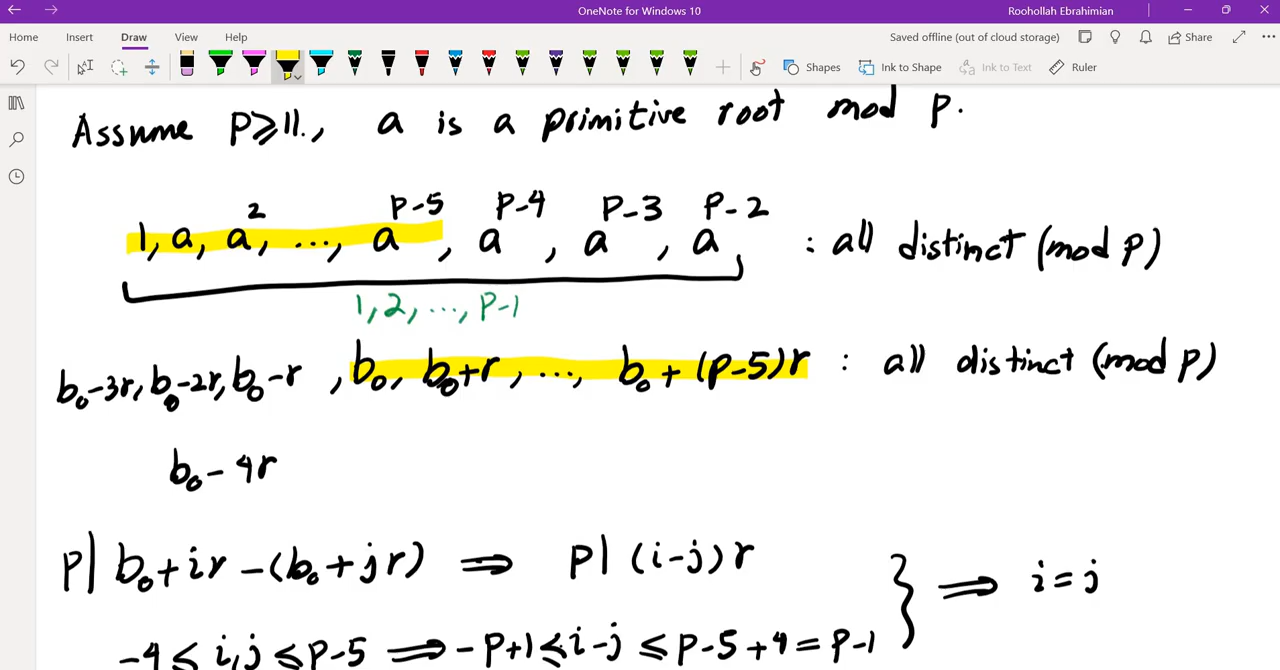 OneNote for Windows 10
Roohollah Ebrahimian
Home Insert Draw View Help
Saved offline (out of cloud storage) Share
Shapes Ink to Shape Ink to Text Ruler
Assume P⩾11., a is a primitive root mod p.
1, a, a², ..., a^{P-5}, a^{P-4}, a^{P-3}, a^{P-2} : all distinct (mod p)
1, 2, ..., P-1
b₀-3r, b₀-2r, b₀-r, b₀, b₀+r, ..., b₀+(p-5)r : all distinct (mod p)
b₀-4r
P| b₀+ir-(b₀+jr) ⟹ P| (i-j)r
} ⟹ i=j
-4 ⩽ i,j ⩽ P-5 ⟹ -P+1 ⩽ i-j ⩽ P-5+4 = P-1